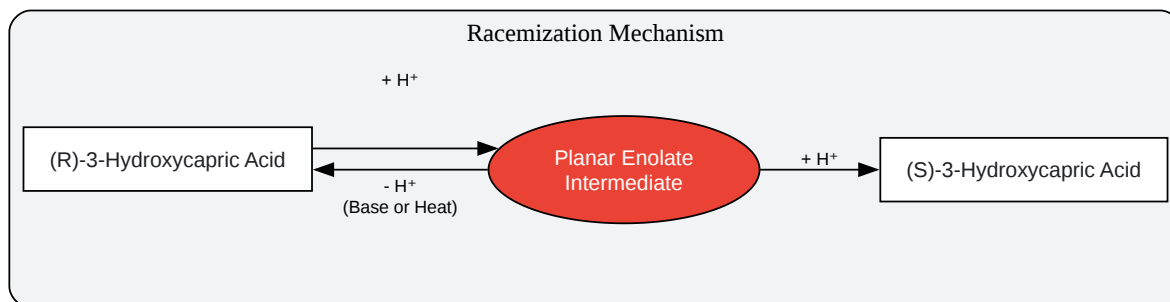 Racemization Mechanism
+ H⁺
(R)-3-Hydroxycapric Acid
- H⁺
(Base or Heat)
Planar Enolate
Intermediate
+ H⁺
(S)-3-Hydroxycapric Acid